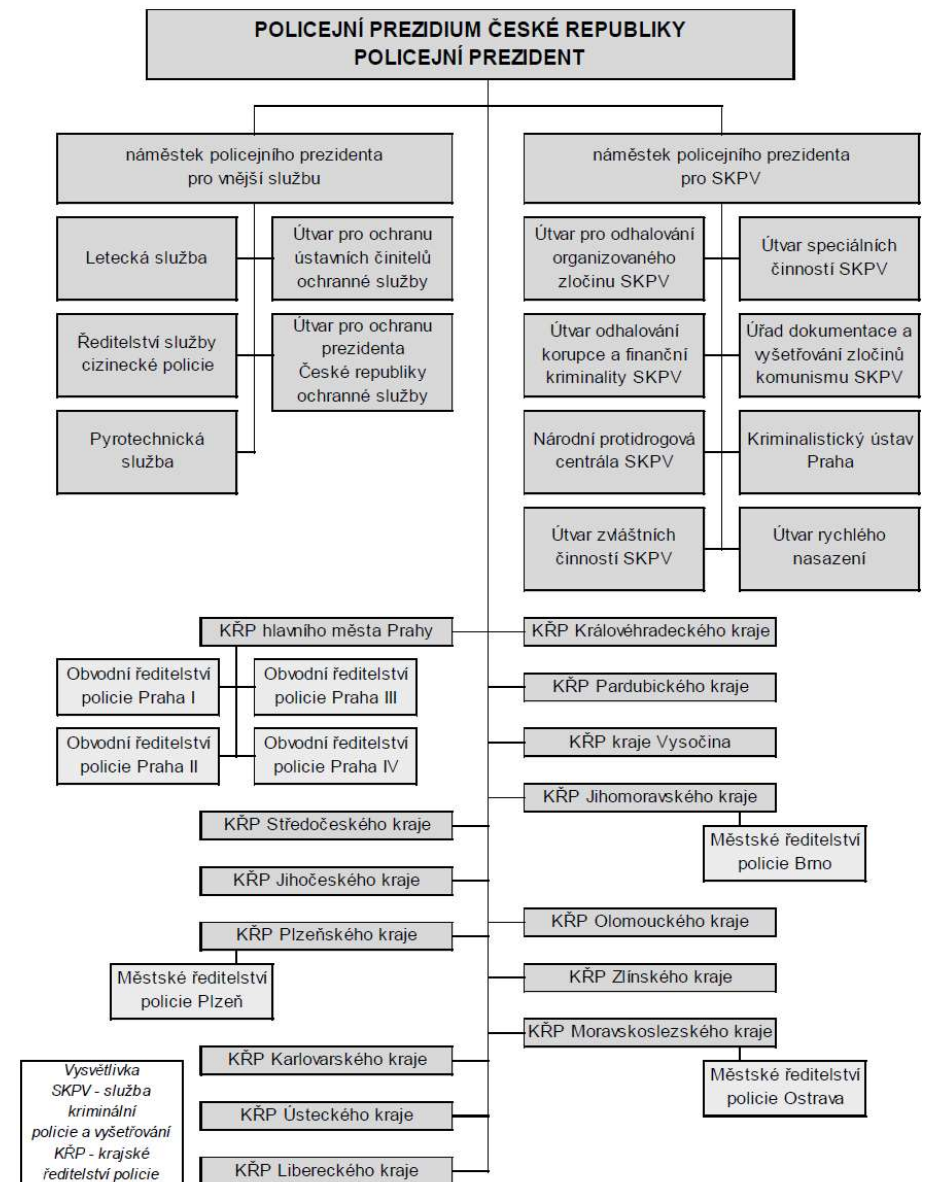 POLICEJNÍ PREZIDIUM ČESKÉ REPUBLIKY
POLICEJNÍ PREZIDENT
náměstek policejního prezidenta
pro vnější službu
náměstek policejního prezidenta
pro SKPV
Letecká služba
Útvar pro ochranu
ústavních činitelů
ochranné služby
Útvar pro odhalování
organizovaného
zločinu SKPV
Útvar speciálních
činností SKPV
Ředitelství služby
cizinecké policie
Útvar pro ochranu
prezidenta
České republiky
ochranné služby
Útvar odhalování
korupce a finanční
kriminality SKPV
Úřad dokumentace a
vyšetřování zločinů
komunismu SKPV
Pyrotechnická
služba
Národní protidrogová
centrála SKPV
Kriminalistický ústav
Praha
Útvar zvláštních
činností SKPV
Útvar rychlého
nasazení
KŘP hlavního města Prahy
KŘP Královéhradeckého kraje
Obvodní ředitelství
policie Praha I
Obvodní ředitelství
policie Praha III
KŘP Pardubického kraje
Obvodní ředitelství
policie Praha II
Obvodní ředitelství
policie Praha IV
KŘP kraje Vysočina
KŘP Jihomoravského kraje
Městské ředitelství
policie Brno
KŘP Středočeského kraje
KŘP Jihočeského kraje
KŘP Plzeňského kraje
Městské ředitelství
policie Plzeň
KŘP Olomouckého kraje
KŘP Zlínského kraje
KŘP Moravskoslezského kraje
Městské ředitelství
policie Ostrava
KŘP Karlovarského kraje
KŘP Ústeckého kraje
KŘP Libereckého kraje
Vysvětlivka
SKPV - služba
kriminální
policie a vyšetřování
KŘP - krajské
ředitelství policie